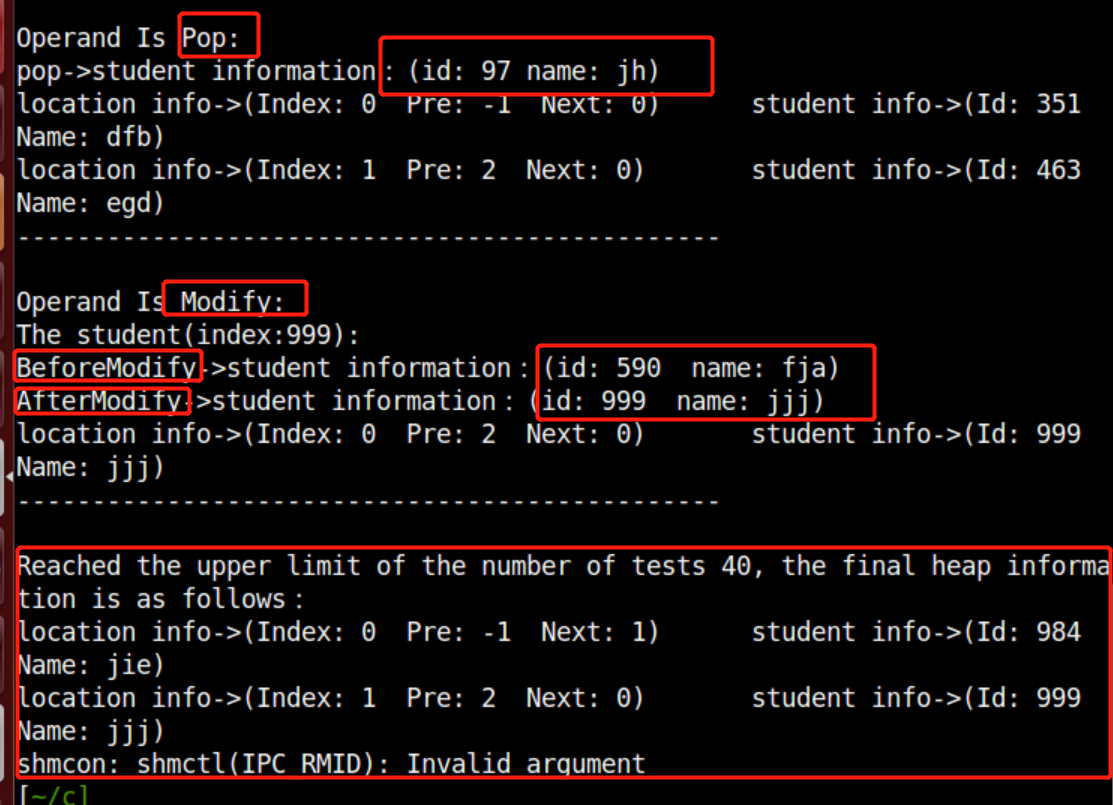 Operand Is Pop:
pop->student information：(id: 97 name: jh)
location info->(Index: 0  Pre: -1  Next: 0)      student info->(Id: 351
Name: dfb)
location info->(Index: 1  Pre: 2  Next: 0)       student info->(Id: 463
Name: egd)
-----------------------------------------------
Operand Is Modify:
The student(index:999):
BeforeModify->student information：(id: 590  name: fja)
AfterModify->student information：(id: 999  name: jjj)
location info->(Index: 0  Pre: 2  Next: 0)       student info->(Id: 999
Name: jjj)
-----------------------------------------------
Reached the upper limit of the number of tests 40, the final heap informa
tion is as follows：
location info->(Index: 0  Pre: -1  Next: 1)      student info->(Id: 984
Name: jie)
location info->(Index: 1  Pre: 2  Next: 0)       student info->(Id: 999
Name: jjj)
shmcon: shmctl(IPC_RMID): Invalid argument
[~/c]